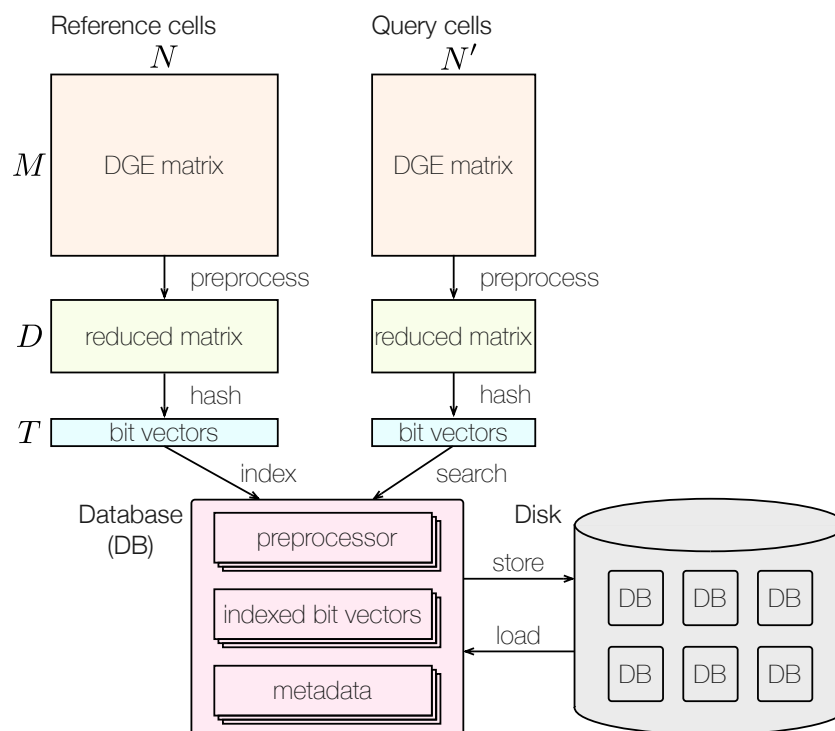 Reference cells
N
Query cells
N′
M
DGE matrix
DGE matrix
preprocess
preprocess
D
reduced matrix
reduced matrix
hash
hash
T
bit vectors
bit vectors
index
search
Database
(DB)
Disk
preprocessor
store
indexed bit vectors
load
metadata
DB DB DB
DB DB DB